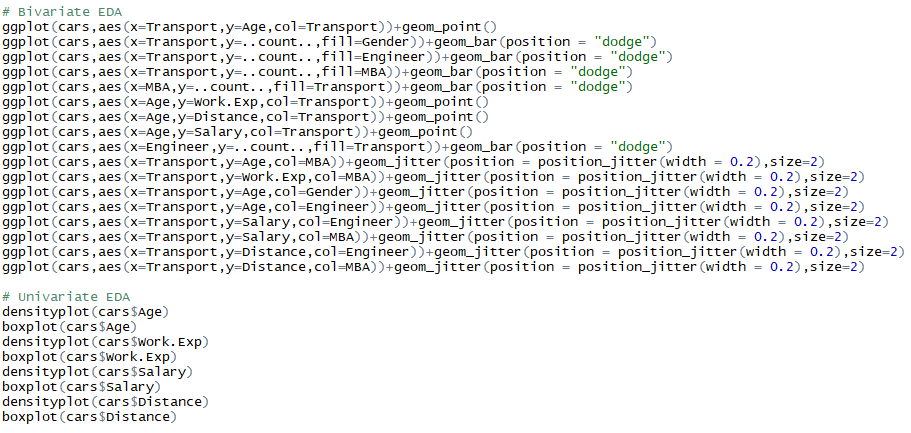 # Bivariate EDA
ggplot(cars,aes(x=Transport,y=Age,col=Transport))+geom_point()
ggplot(cars,aes(x=Transport,y=..count..,fill=Gender))+geom_bar(position = "dodge")
ggplot(cars,aes(x=Transport,y=..count..,fill=Engineer))+geom_bar(position = "dodge")
ggplot(cars,aes(x=Transport,y=..count..,fill=MBA))+geom_bar(position = "dodge")
ggplot(cars,aes(x=MBA,y=..count..,fill=Transport))+geom_bar(position = "dodge")
ggplot(cars,aes(x=Age,y=Work.Exp,col=Transport))+geom_point()
ggplot(cars,aes(x=Age,y=Distance,col=Transport))+geom_point()
ggplot(cars,aes(x=Age,y=Salary,col=Transport))+geom_point()
ggplot(cars,aes(x=Engineer,y=..count..,fill=Transport))+geom_bar(position = "dodge")
ggplot(cars,aes(x=Transport,y=Age,col=MBA))+geom_jitter(position = position_jitter(width = 0.2),size=2)
ggplot(cars,aes(x=Transport,y=Work.Exp,col=MBA))+geom_jitter(position = position_jitter(width = 0.2),size=2)
ggplot(cars,aes(x=Transport,y=Age,col=Gender))+geom_jitter(position = position_jitter(width = 0.2),size=2)
ggplot(cars,aes(x=Transport,y=Age,col=Engineer))+geom_jitter(position = position_jitter(width = 0.2),size=2)
ggplot(cars,aes(x=Transport,y=Salary,col=Engineer))+geom_jitter(position = position_jitter(width = 0.2),size=2)
ggplot(cars,aes(x=Transport,y=Salary,col=MBA))+geom_jitter(position = position_jitter(width = 0.2),size=2)
ggplot(cars,aes(x=Transport,y=Distance,col=Engineer))+geom_jitter(position = position_jitter(width = 0.2),size=2)
ggplot(cars,aes(x=Transport,y=Distance,col=MBA))+geom_jitter(position = position_jitter(width = 0.2),size=2)

# Univariate EDA
densityplot(cars$Age)
boxplot(cars$Age)
densityplot(cars$Work.Exp)
boxplot(cars$Work.Exp)
densityplot(cars$Salary)
boxplot(cars$Salary)
densityplot(cars$Distance)
boxplot(cars$Distance)